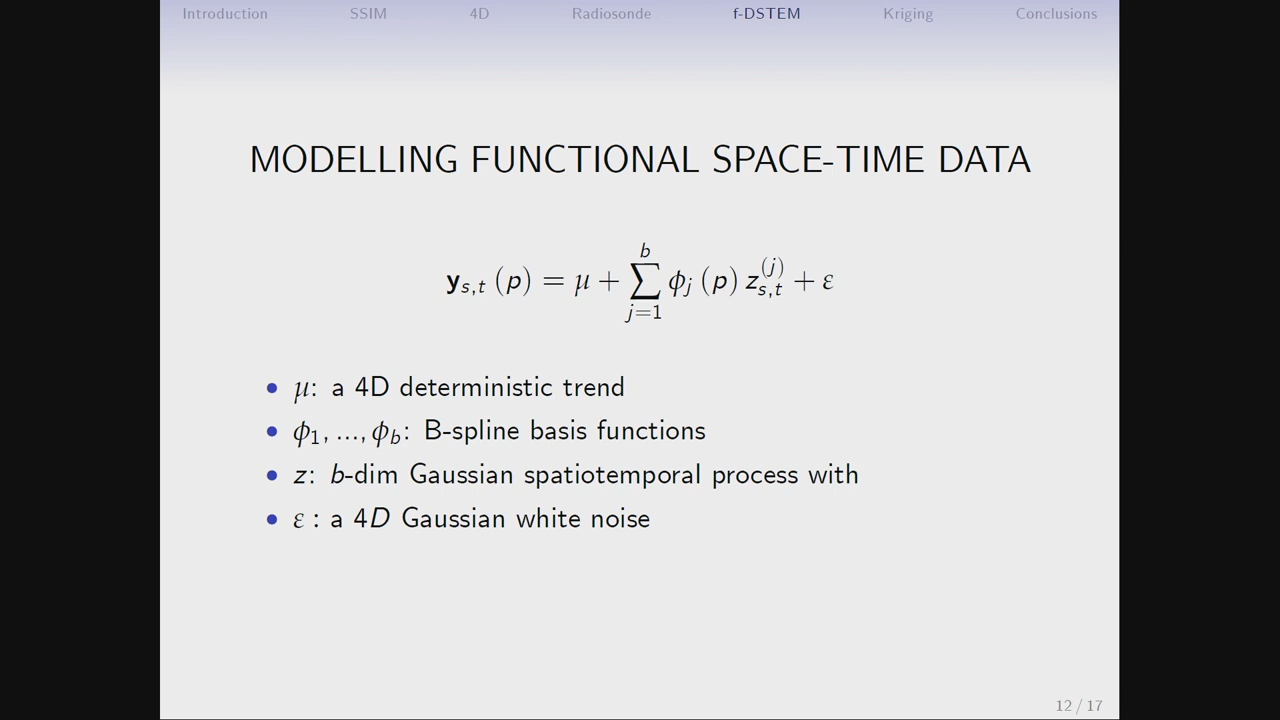 Introduction SSIM 4D Radiosonde f-DSTEM Kriging Conclusions
MODELLING FUNCTIONAL SPACE-TIME DATA
y_{s,t} (p) = μ + ∑_{j=1}^{b} ϕ_j (p) z_{s,t}^{(j)} + ε
• μ: a 4D deterministic trend
• ϕ_1, ..., ϕ_b: B-spline basis functions
• z: b-dim Gaussian spatiotemporal process with
• ε : a 4D Gaussian white noise
12 / 17